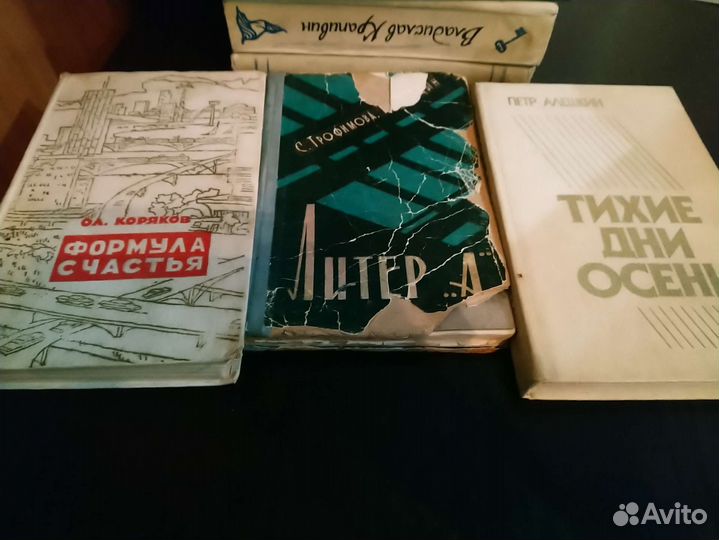 Владислав Крапивин
ОЛ. КОРЯКОВ
ФОРМУЛА
СЧАСТЬЯ
С. ТРОФИМОВА,
ЛИТЕР „А"
ПЕТР АЛЕШКИН
ТИХИЕ
ДНИ
ОСЕНИ
Avito